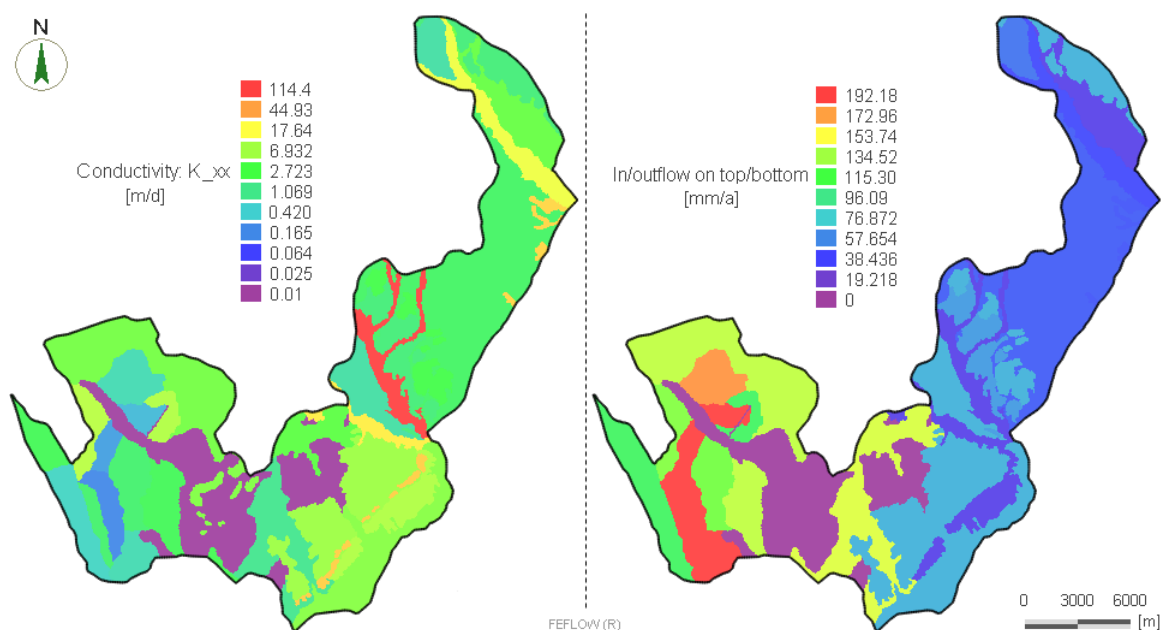 N
114.4
44.93
17.64
6.932
2.723
1.069
0.420
0.165
0.064
0.025
0.01
Conductivity: K_xx
[m/d]
192.18
172.96
153.74
134.52
115.30
96.09
76.872
57.654
38.436
19.218
0
In/outflow on top/bottom
[mm/a]
0 3000 6000
[m]
FEFLOW (R)